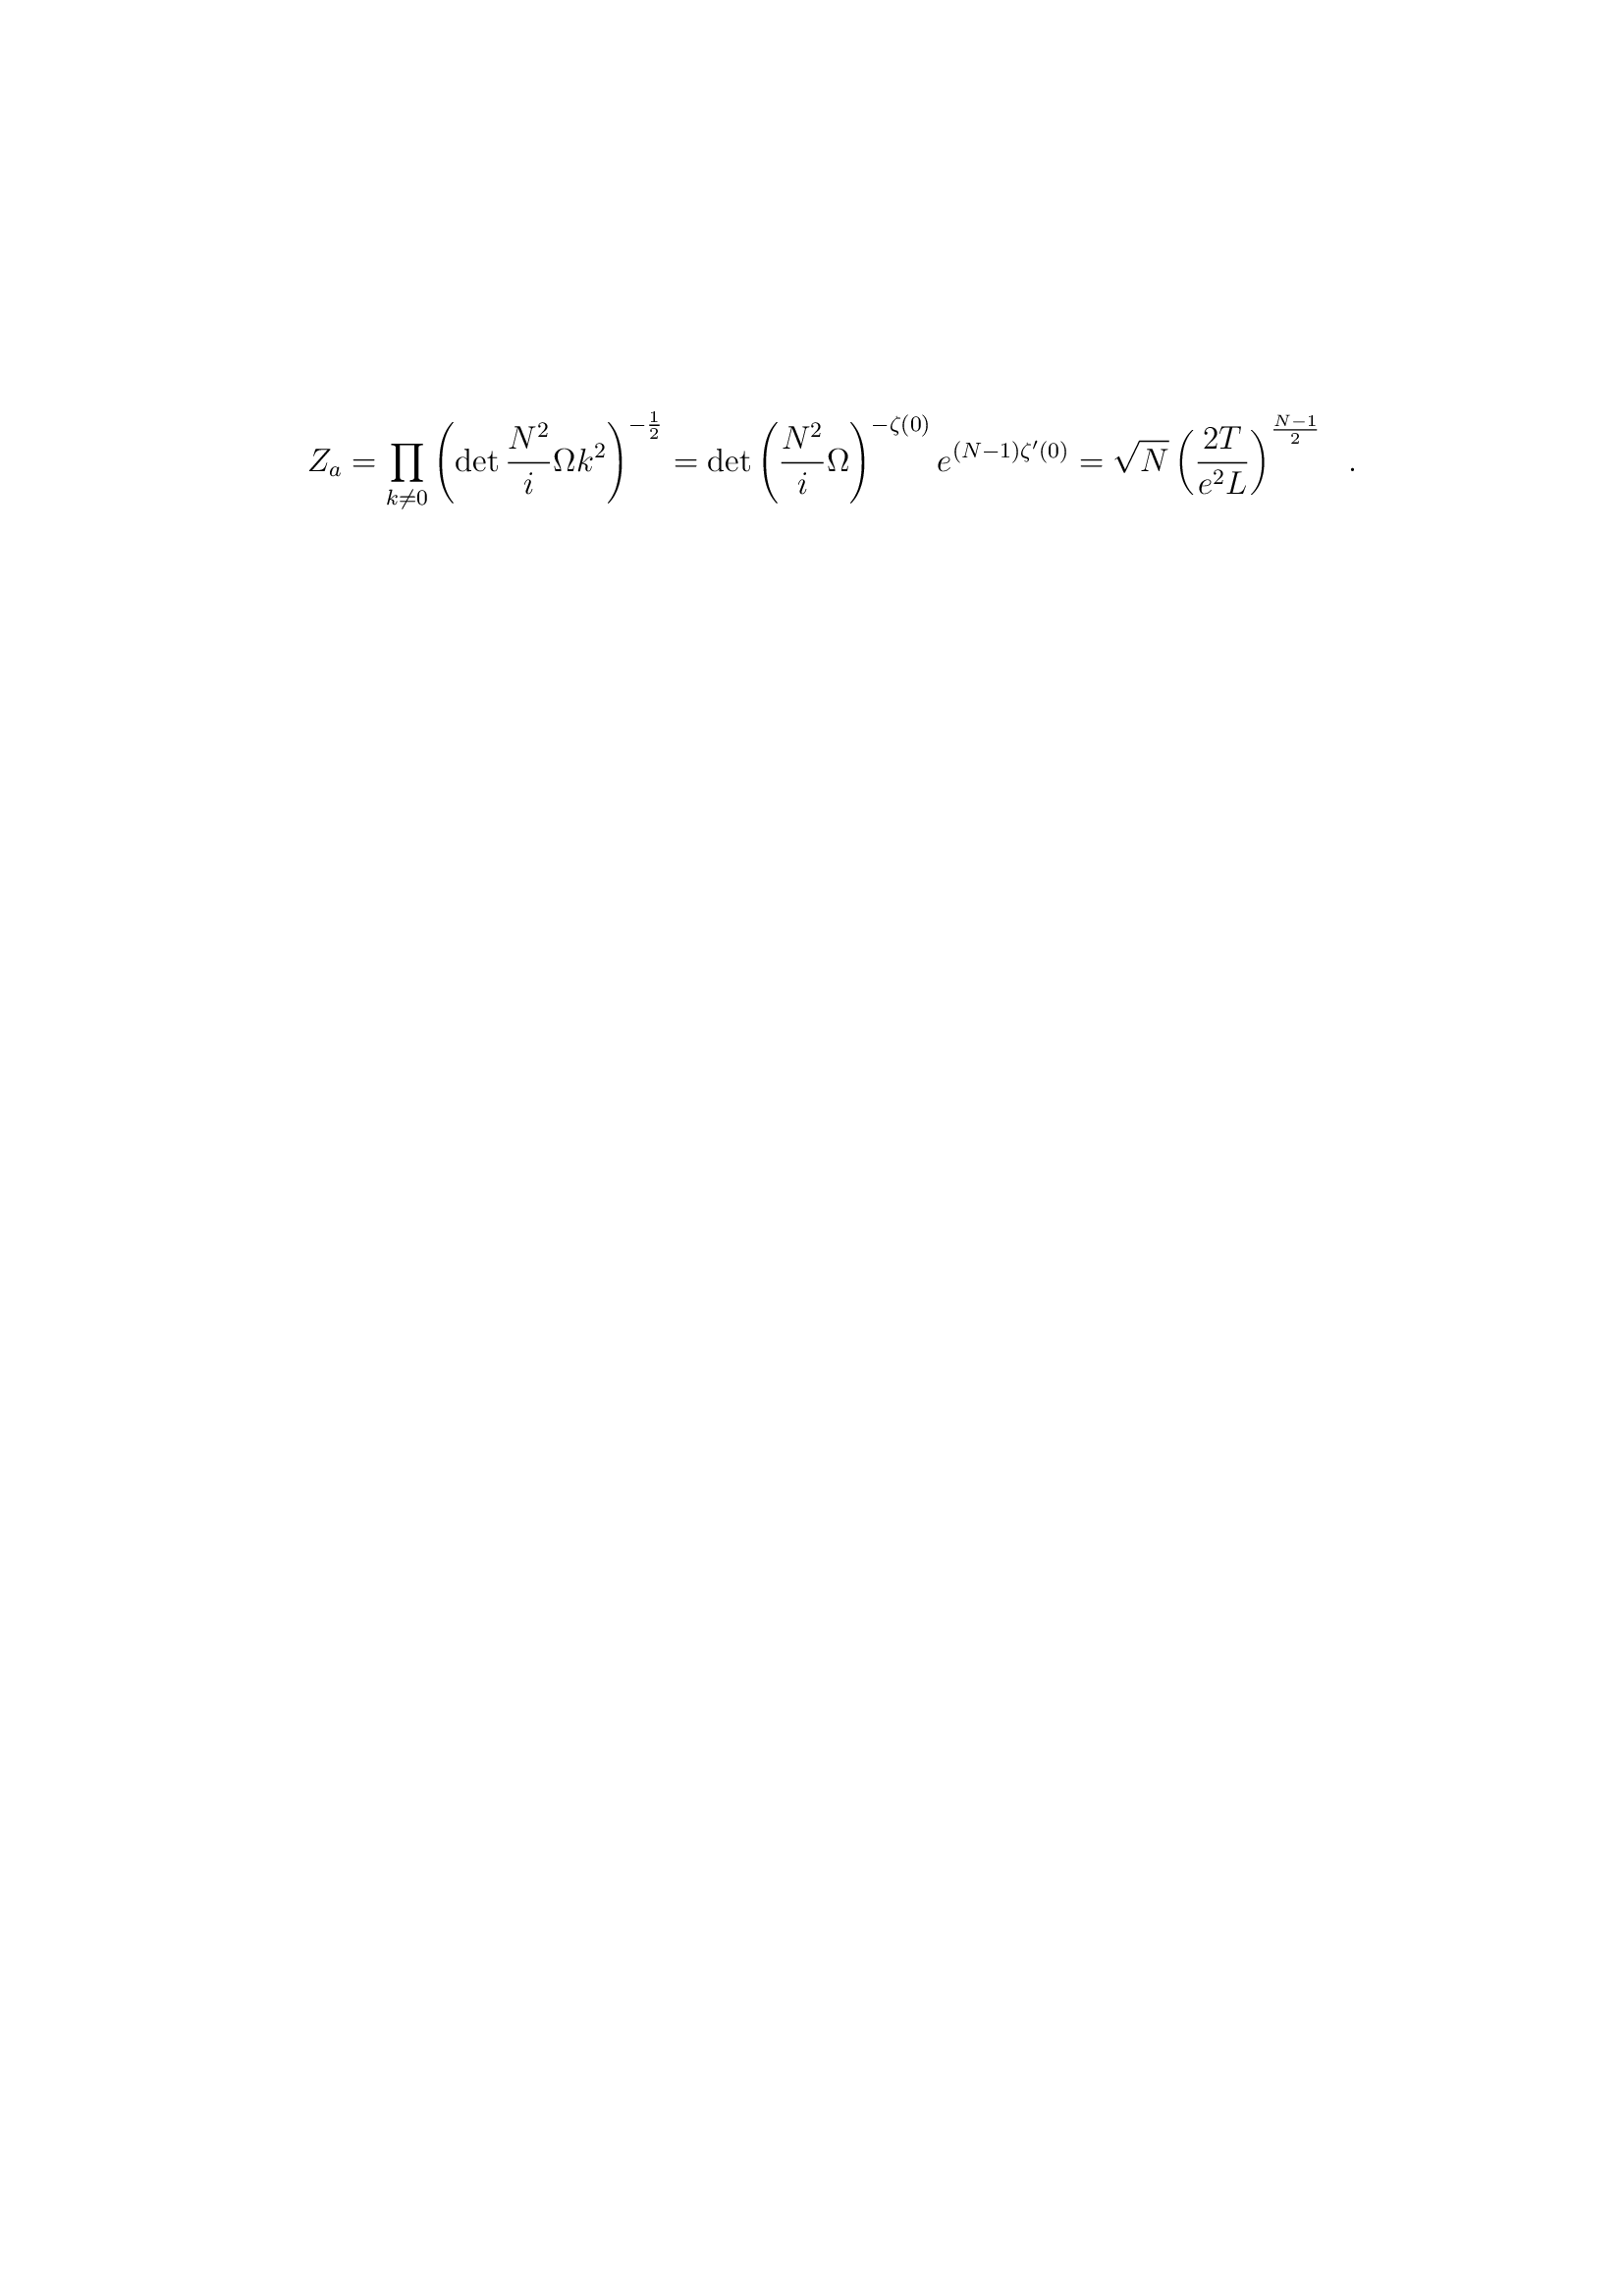 $$Z_a = \prod_{k \neq 0} \left( \det \frac{N^2}{i} \Omega k^2 \right)^{-\frac{1}{2}} = \det \left( \frac{N^2}{i} \Omega \right)^{-\zeta(0)} e^{(N-1)\zeta'(0)} = \sqrt{N} \left( \frac{2T}{e^2 L} \right)^{\frac{N-1}{2}} \quad .$$